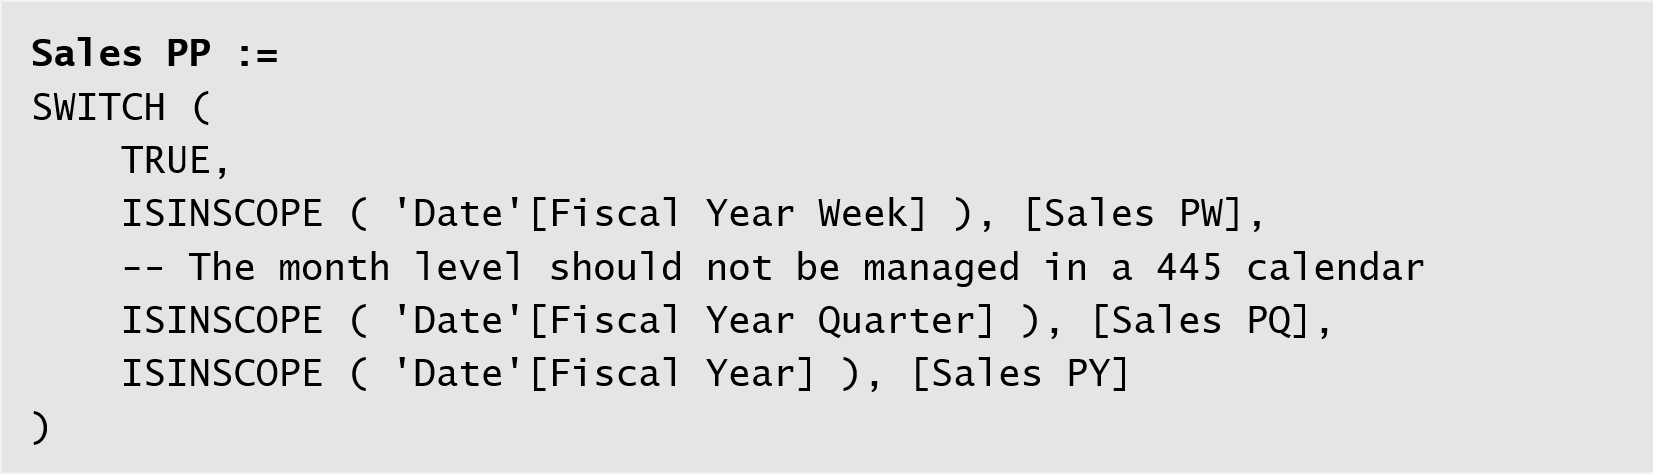 Sales PP :=
SWITCH (
    TRUE,
    ISINSCOPE ( 'Date'[Fiscal Year Week] ), [Sales PW],
    -- The month level should not be managed in a 445 calendar
    ISINSCOPE ( 'Date'[Fiscal Year Quarter] ), [Sales PQ],
    ISINSCOPE ( 'Date'[Fiscal Year] ), [Sales PY]
)